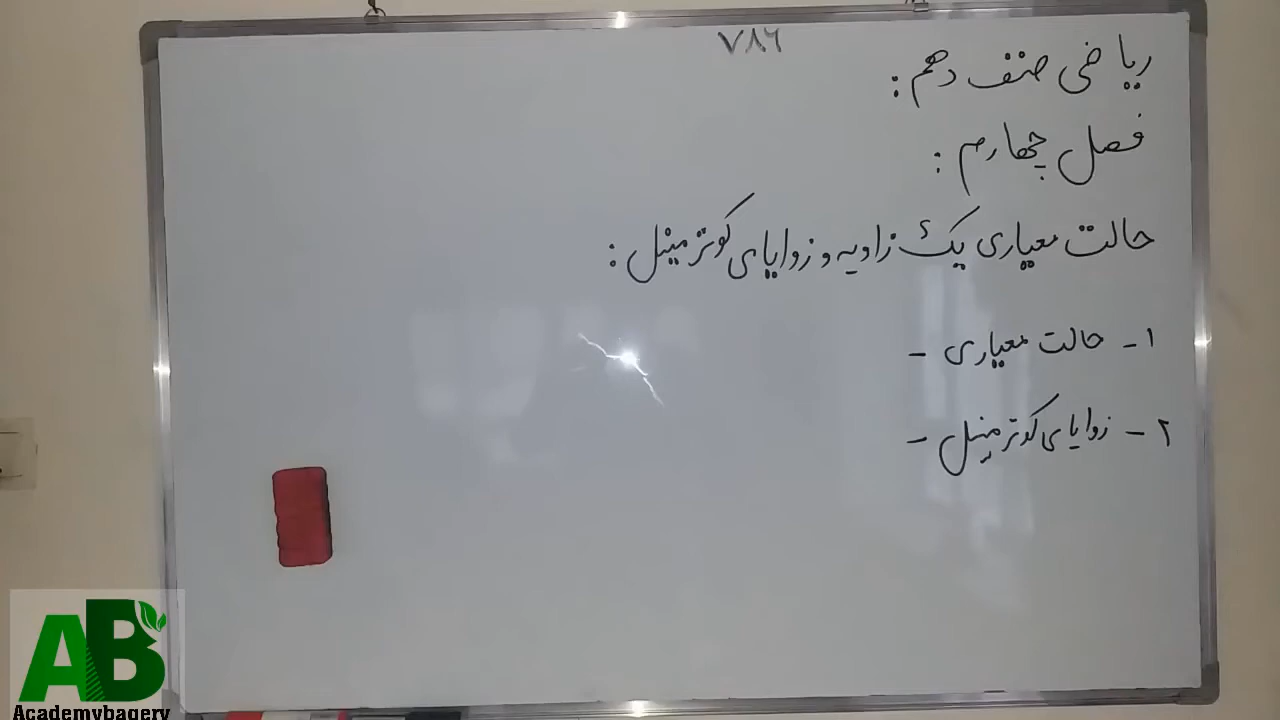 ۷۸۶
ریاضی صنف دهم :
فصل چهارم :
حالت معیاری یک زاویه و زوایای کوترمینل :
۱- حالت معیاری -
۲- زوایای کوترمینل -
AB
Academybagery